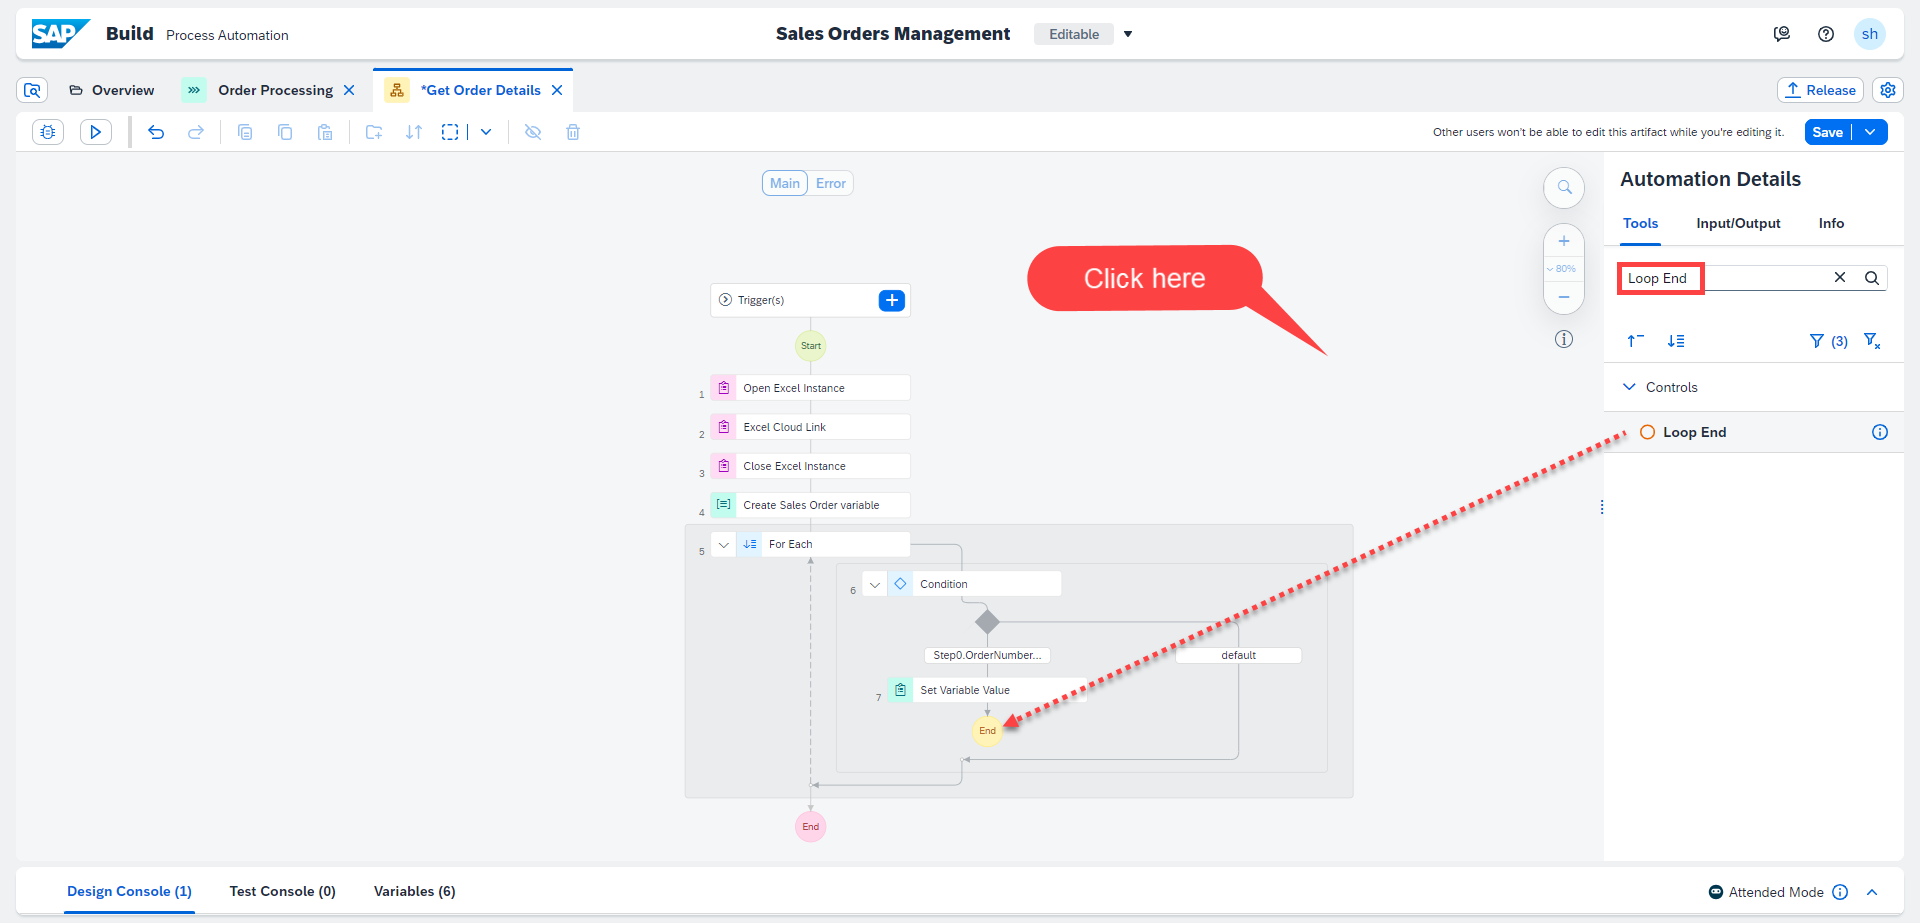 SAP Build Process Automation
Sales Orders Management
Editable
sh
Overview
Order Processing
*Get Order Details
Release
Other users won't be able to edit this artifact while you're editing it.
Save
Main
Error
Click here
80%
Trigger(s)
Start
1
Open Excel Instance
2
Excel Cloud Link
3
Close Excel Instance
4
Create Sales Order variable
5
For Each
6
Condition
Step0.OrderNumber...
default
7
Set Variable Value
End
End
Automation Details
Tools
Input/Output
Info
Loop End
(3)
Controls
Loop End
Design Console (1)
Test Console (0)
Variables (6)
Attended Mode